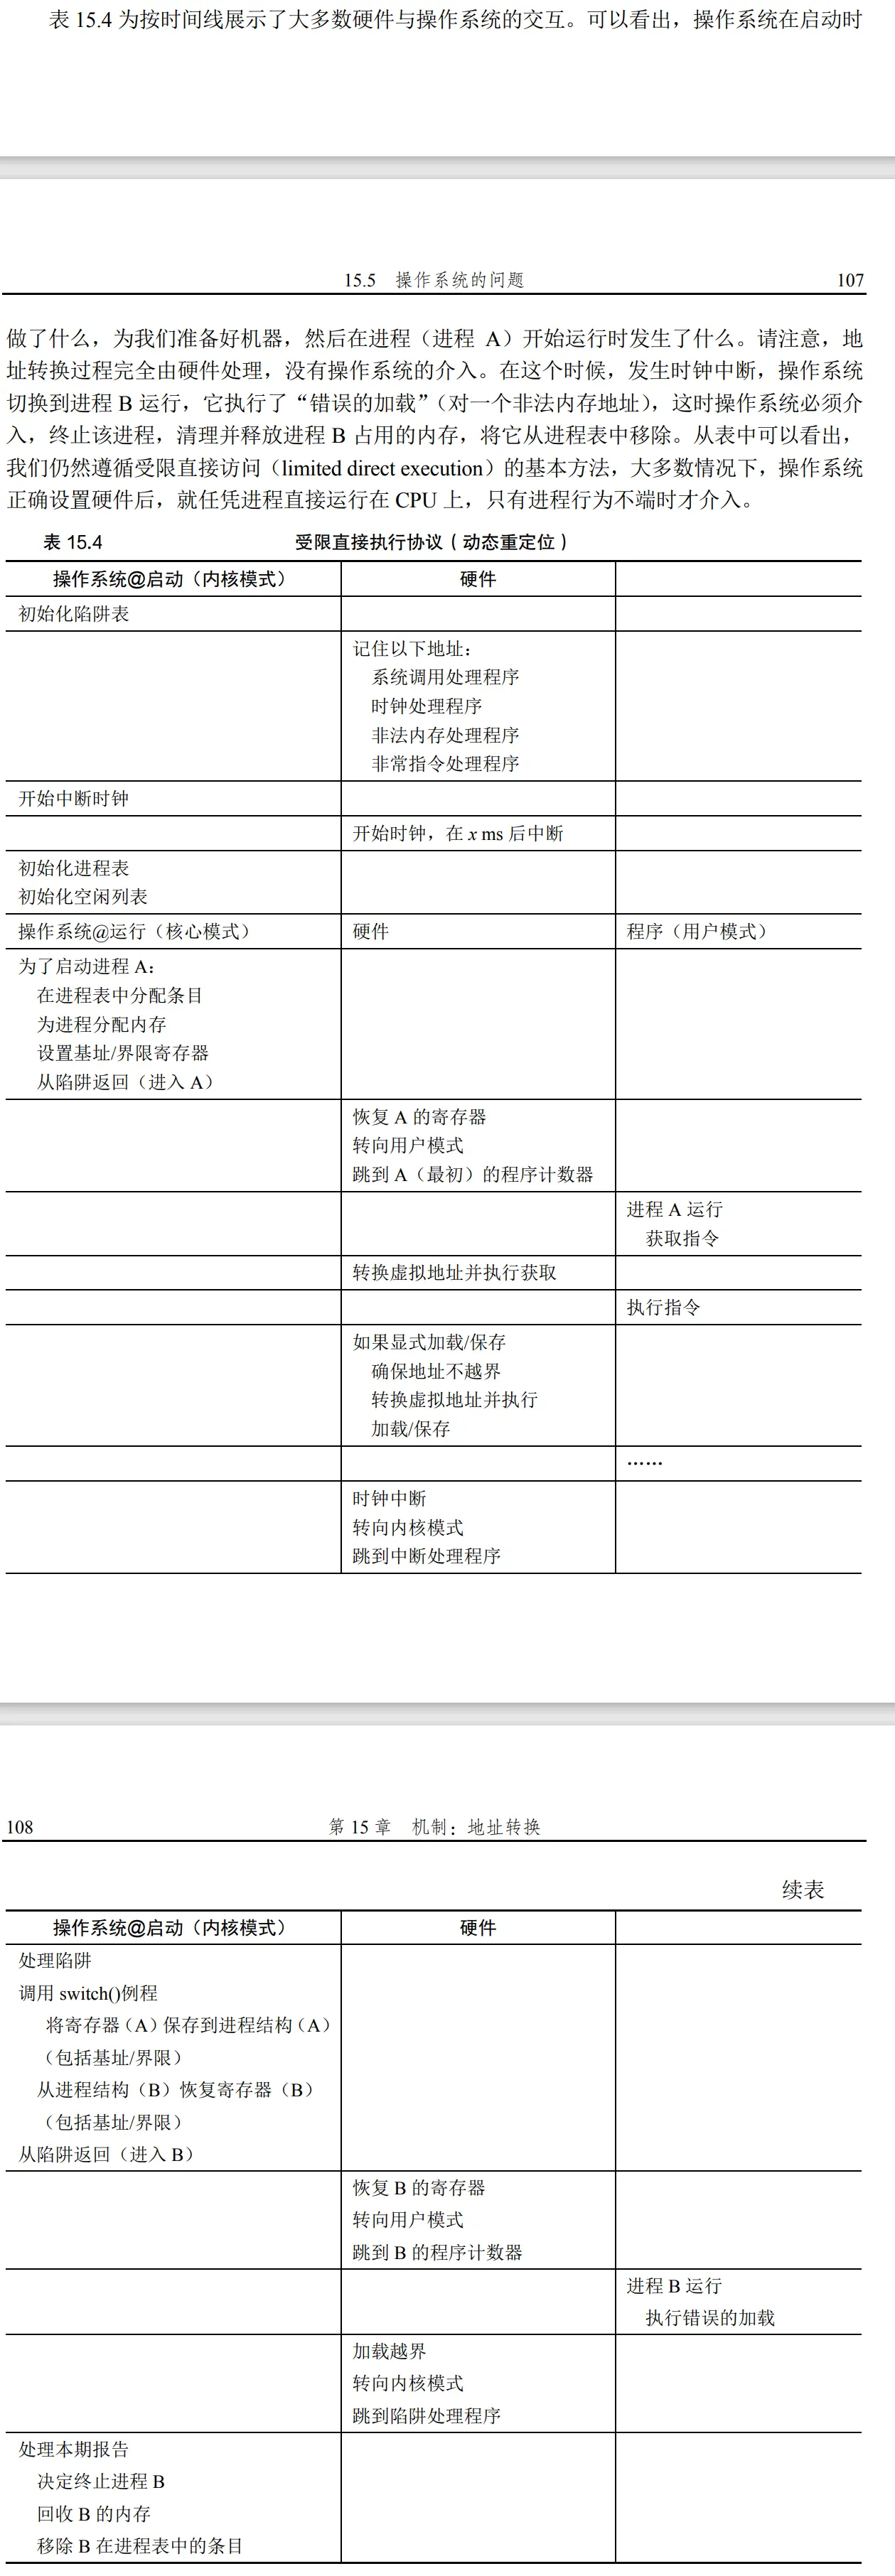 表 15.4 为按时间线展示了大多数硬件与操作系统的交互。可以看出，操作系统在启动时
15.5 操作系统的问题 107
做了什么，为我们准备好机器，然后在进程（进程 A）开始运行时发生了什么。请注意，地
址转换过程完全由硬件处理，没有操作系统的介入。在这个时候，发生时钟中断，操作系统
切换到进程 B 运行，它执行了“错误的加载”（对一个非法内存地址），这时操作系统必须介
入，终止该进程，清理并释放进程 B 占用的内存，将它从进程表中移除。从表中可以看出，
我们仍然遵循受限直接访问（limited direct execution）的基本方法，大多数情况下，操作系统
正确设置硬件后，就任凭进程直接运行在 CPU 上，只有进程行为不端时才介入。
表 15.4 受限直接执行协议（动态重定位）
操作系统@启动（内核模式） 硬件
初始化陷阱表
记住以下地址：
系统调用处理程序
时钟处理程序
非法内存处理程序
非常指令处理程序
开始中断时钟
开始时钟，在 x ms 后中断
初始化进程表
初始化空闲列表
操作系统@运行（核心模式） 硬件 程序（用户模式）
为了启动进程 A：
在进程表中分配条目
为进程分配内存
设置基址/界限寄存器
从陷阱返回（进入 A）
恢复 A 的寄存器
转向用户模式
跳到 A（最初）的程序计数器
进程 A 运行
获取指令
转换虚拟地址并执行获取
执行指令
如果显式加载/保存
确保地址不越界
转换虚拟地址并执行
加载/保存
……
时钟中断
转向内核模式
跳到中断处理程序
108 第 15 章 机制：地址转换
续表
操作系统@启动（内核模式） 硬件
处理陷阱
调用 switch()例程
将寄存器（A）保存到进程结构（A）
（包括基址/界限）
从进程结构（B）恢复寄存器（B）
（包括基址/界限）
从陷阱返回（进入 B）
恢复 B 的寄存器
转向用户模式
跳到 B 的程序计数器
进程 B 运行
执行错误的加载
加载越界
转向内核模式
跳到陷阱处理程序
处理本期报告
决定终止进程 B
回收 B 的内存
移除 B 在进程表中的条目